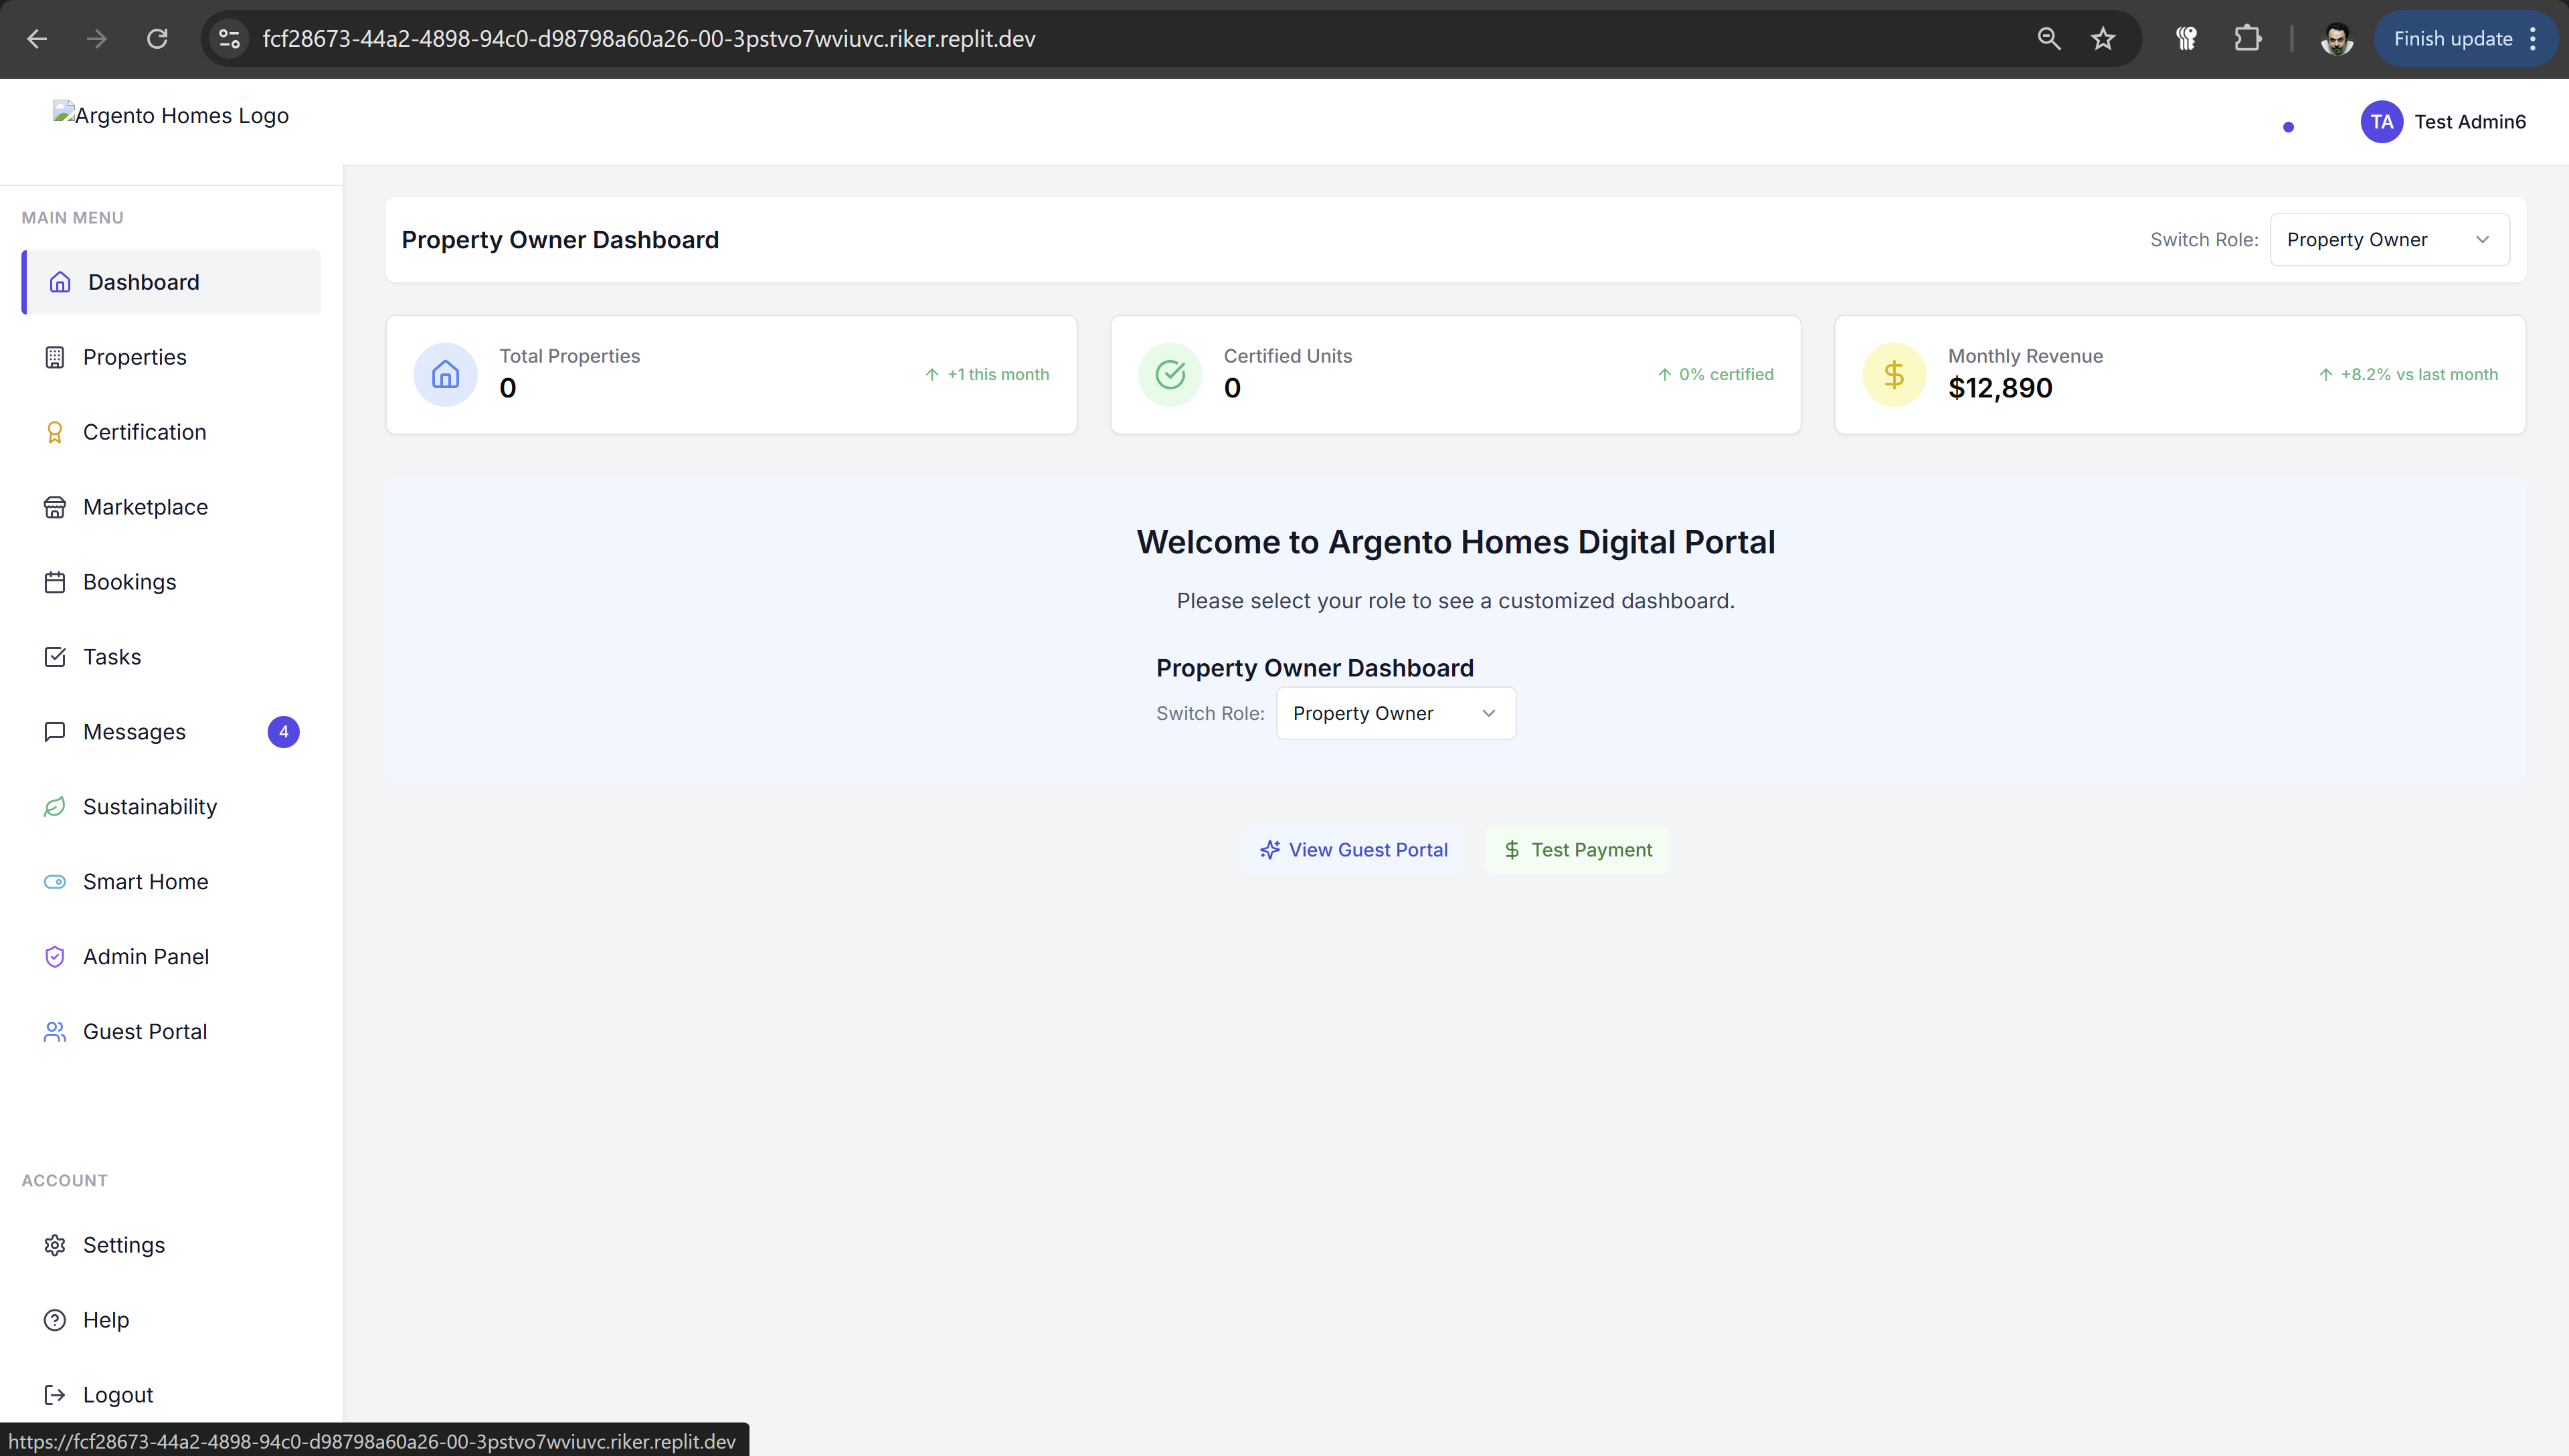 fcf28673-44a2-4898-94c0-d98798a60a26-00-3pstvo7wviuvc.riker.replit.dev
Finish update
Argento Homes Logo
TA Test Admin6
MAIN MENU
Dashboard
Properties
Certification
Marketplace
Bookings
Tasks
Messages 4
Sustainability
Smart Home
Admin Panel
Guest Portal
ACCOUNT
Settings
Help
Logout
Property Owner Dashboard
Switch Role: Property Owner
Total Properties
0
+1 this month
Certified Units
0
0% certified
Monthly Revenue
$12,890
+8.2% vs last month
Welcome to Argento Homes Digital Portal
Please select your role to see a customized dashboard.
Property Owner Dashboard
Switch Role: Property Owner
View Guest Portal
Test Payment
https://fcf28673-44a2-4898-94c0-d98798a60a26-00-3pstvo7wviuvc.riker.replit.dev